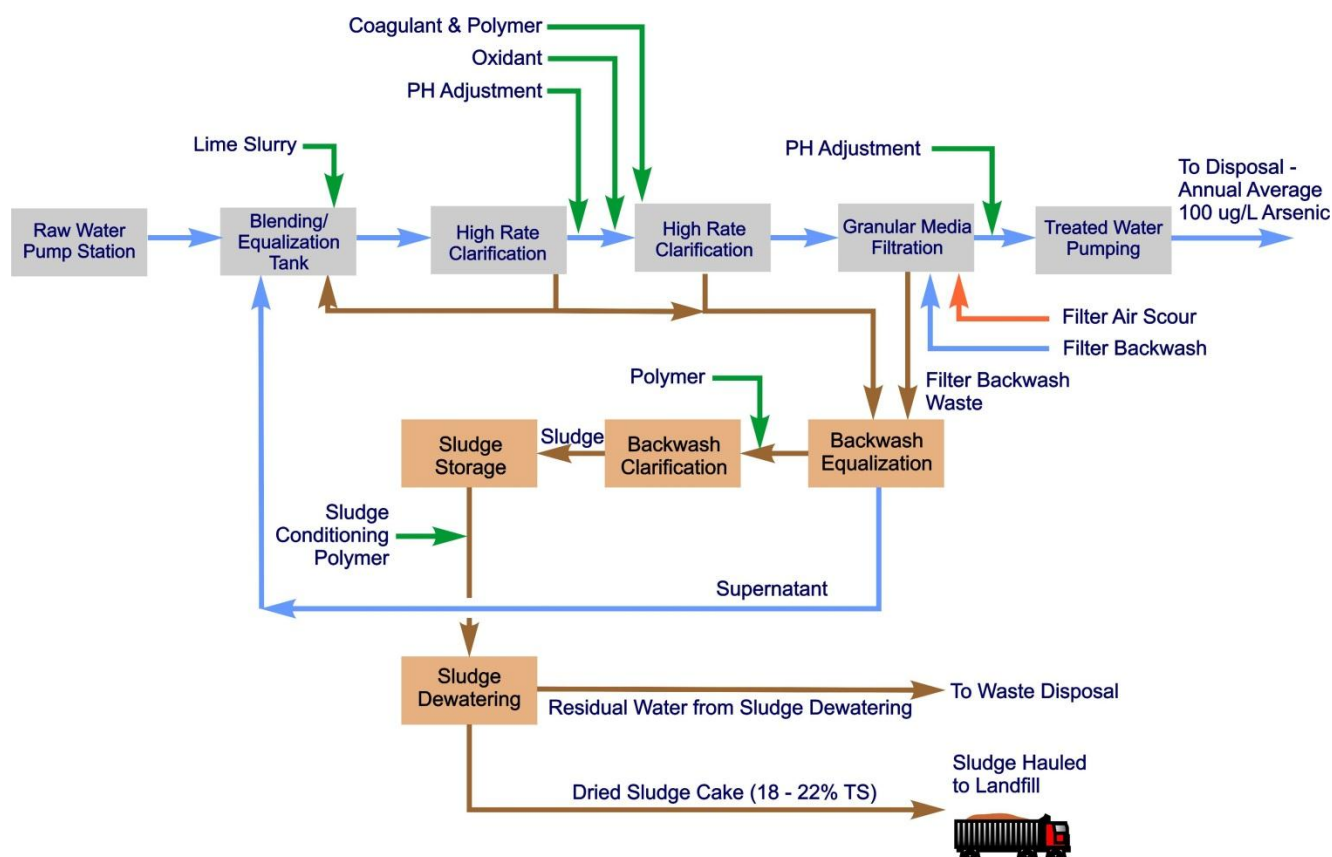 Coagulant & Polymer
Oxidant
PH Adjustment
Lime Slurry
PH Adjustment
To Disposal -
Annual Average
100 ug/L Arsenic
Raw Water
Pump Station
Blending/
Equalization
Tank
High Rate
Clarification
High Rate
Clarification
Granular Media
Filtration
Treated Water
Pumping
Filter Air Scour
Filter Backwash
Polymer
Filter Backwash
Waste
Sludge
Storage
Sludge
Backwash
Clarification
Backwash
Equalization
Sludge
Conditioning
Polymer
Supernatant
Sludge
Dewatering
To Waste Disposal
Residual Water from Sludge Dewatering
Dried Sludge Cake (18 - 22% TS)
Sludge Hauled
to Landfill